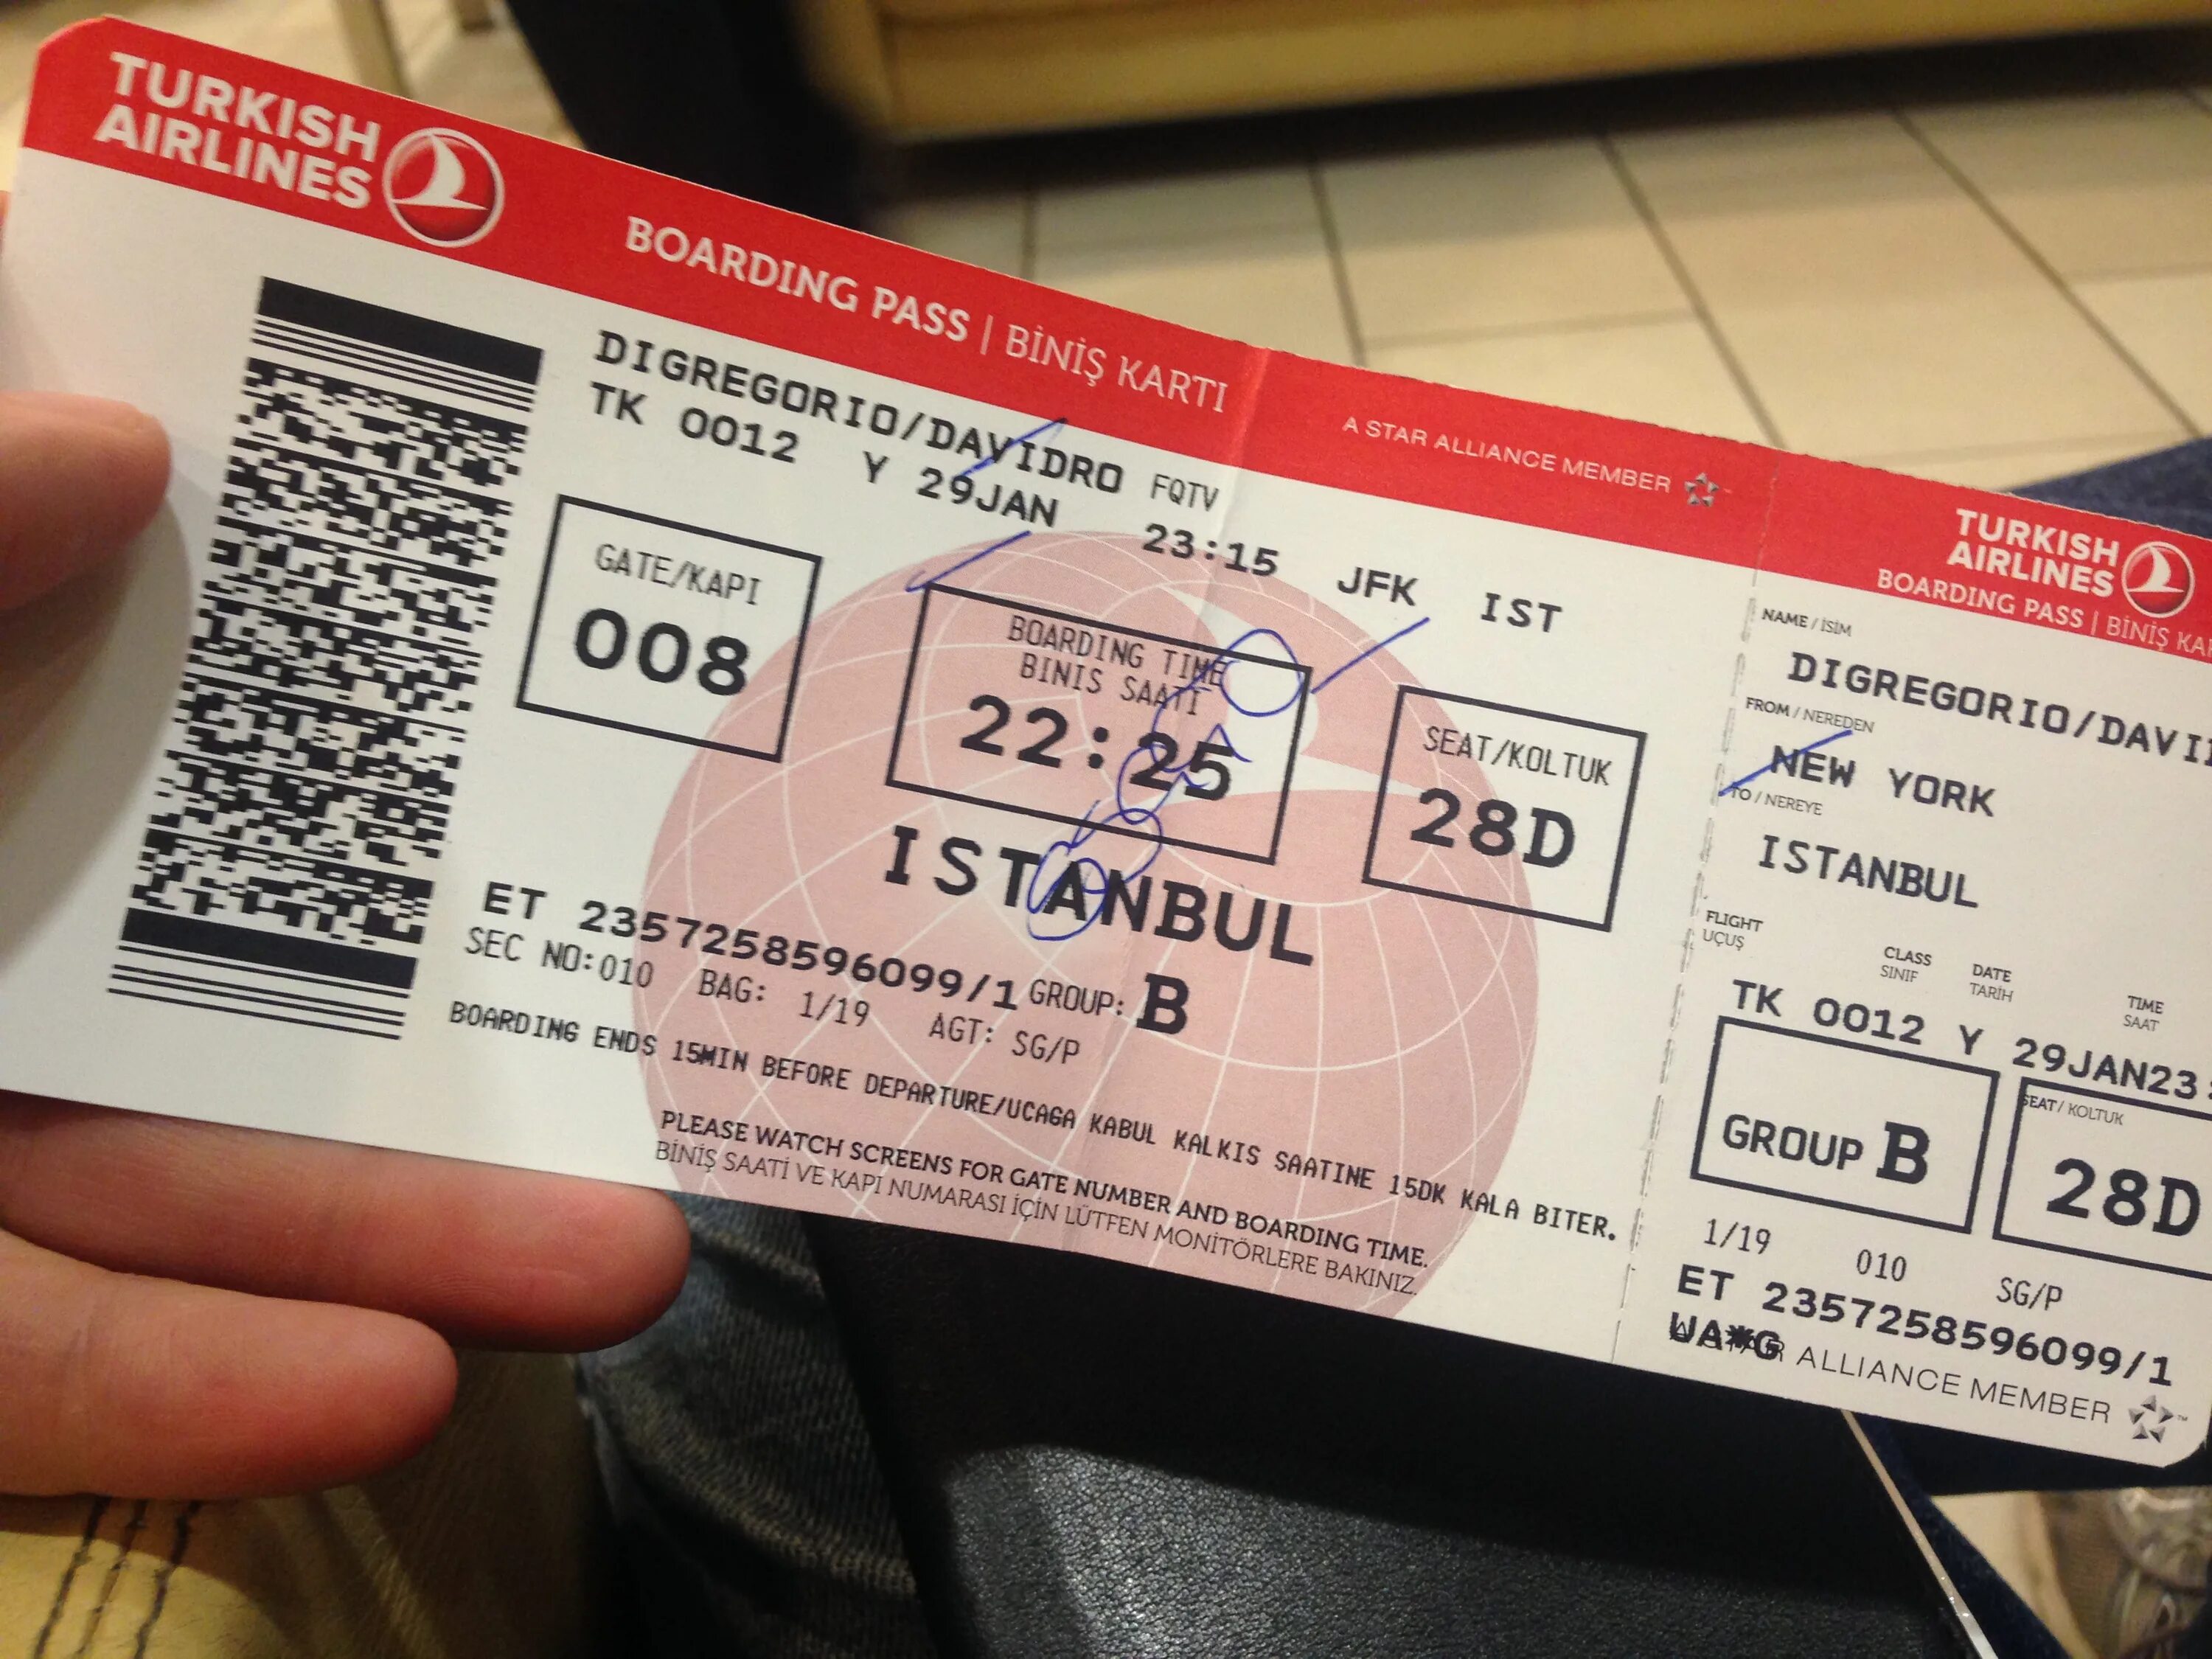 TURKISH
AIRLINES
BOARDING PASS | BİNİŞ KARTI
A STAR ALLIANCE MEMBER
DIGREGORIO/DAVIDRO FQTV
TK 0012 Y 29JAN 23:15 JFK IST
GATE/KAPI
008
BOARDING TIME
BINIS SAATI
22:25
SEAT/KOLTUK
28D
ISTANBUL
ET 2357258596099/1 GROUP: B
SEC NO:010 BAG: 1/19 AGT: SG/P
BOARDING ENDS 15MIN BEFORE DEPARTURE/UCAGA KABUL KALKIS SAATINE 15DK KALA BITER.
PLEASE WATCH SCREENS FOR GATE NUMBER AND BOARDING TIME.
BİNİŞ SAATİ VE KAPI NUMARASI İÇİN LÜTFEN MONİTÖRLERE BAKINIZ.
TURKISH
AIRLINES
BOARDING PASS | BİNİŞ KA
NAME / İSİM
DIGREGORIO/DAVI
FROM / NEREDEN
NEW YORK
TO / NEREYE
ISTANBUL
FLIGHT
UÇUŞ
CLASS
SINIF
DATE
TARİH
TIME
SAAT
TK 0012 Y 29JAN23:
GROUP B
SEAT / KOLTUK
28D
1/19 010 SG/P
ET 2357258596099/1
UA*G
A STAR ALLIANCE MEMBER